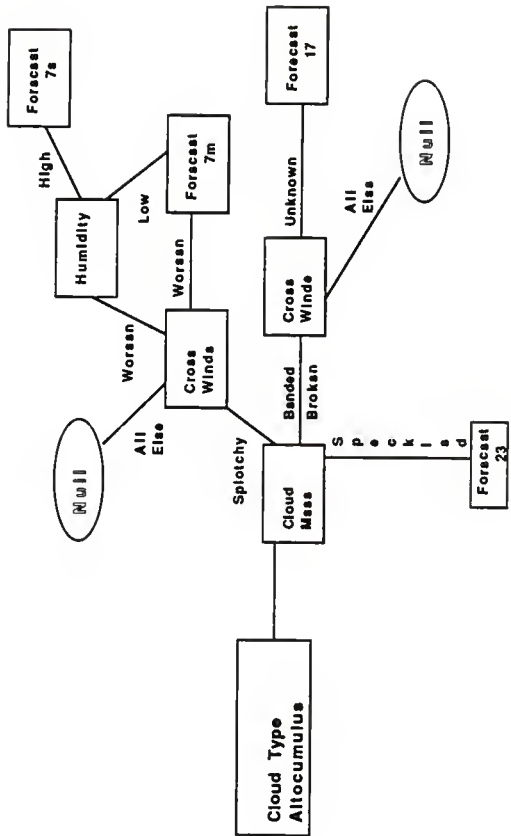 Cloud Type
Altocumulus
Cloud
Mass
Splotchy
Banded
Broken
Speckled
Forecast
23
Cross
Winds
All
Else
Null
Worsen
Worsen
Humidity
High
Low
Forecast
7s
Forecast
7m
Cross
Winds
Unknown
All
Else
Forecast
17
Null